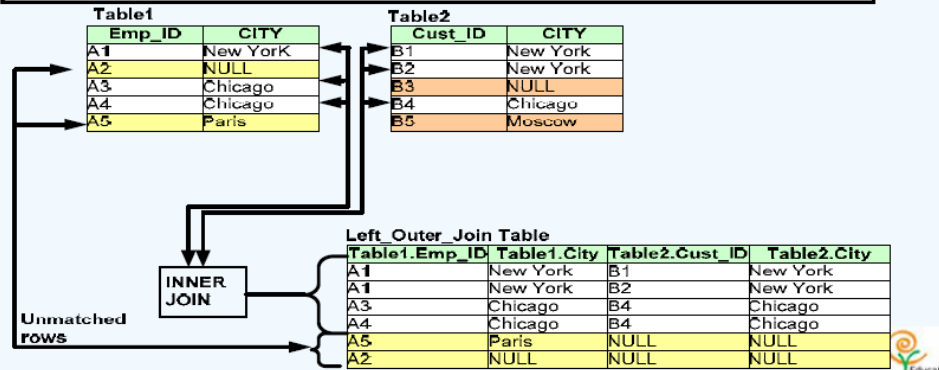 Table1
Emp_ID CITY
A1 New YorK
A2 NULL
A3 Chicago
A4 Chicago
A5 Paris
Table2
Cust_ID CITY
B1 New York
B2 New York
B3 NULL
B4 Chicago
B5 Moscow
INNER
JOIN
Unmatched
rows
Left_Outer_Join Table
Table1.Emp_ID Table1.City Table2.Cust_ID Table2.City
A1 New York B1 New York
A1 New York B2 New York
A3 Chicago B4 Chicago
A4 Chicago B4 Chicago
A5 Paris NULL NULL
A2 NULL NULL NULL